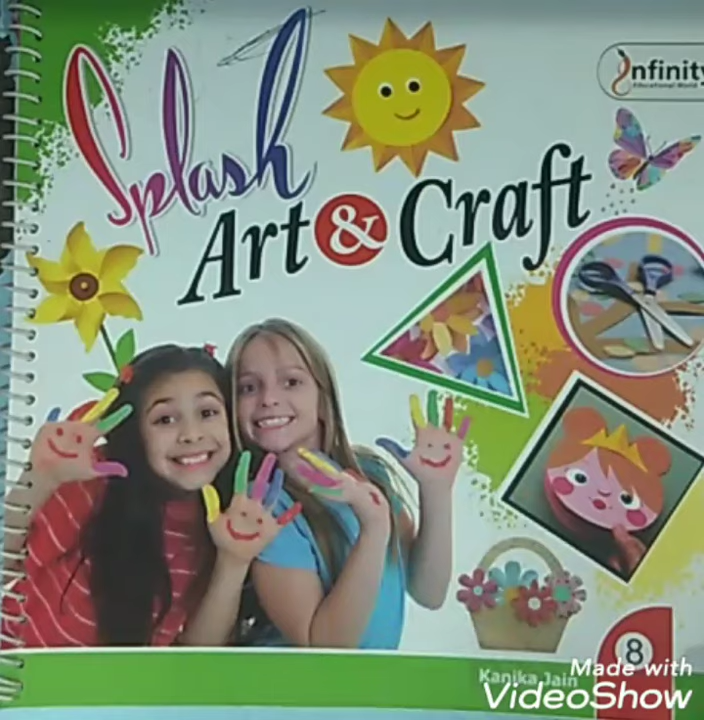 Splash
Art & Craft
infinity
Educational World
8
Kanika Jain
Made with
VideoShow